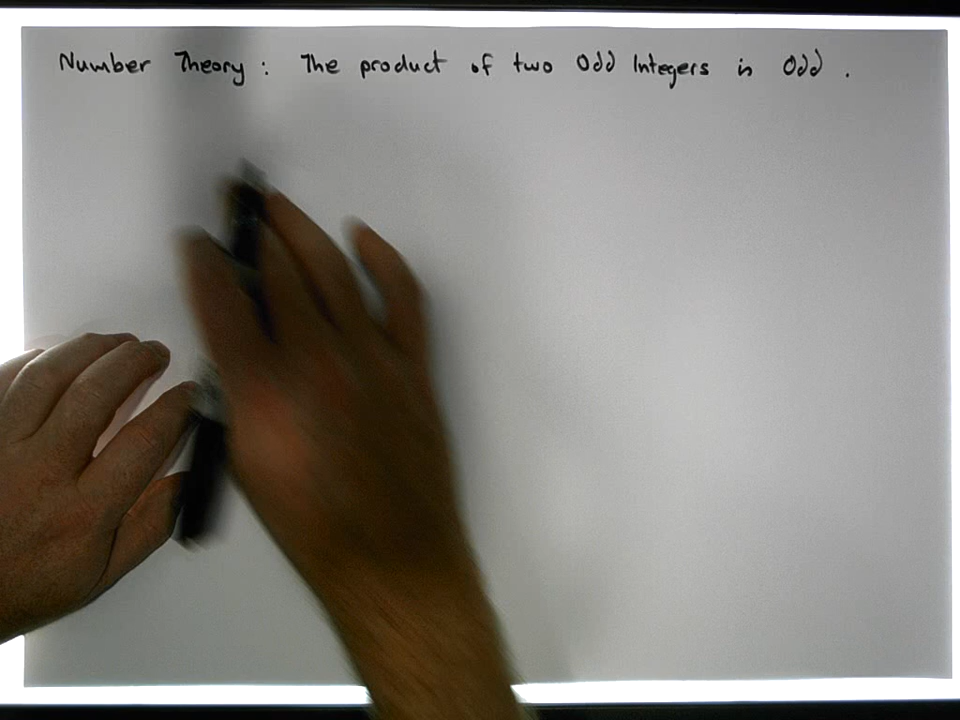 Number Theory : The product of two Odd Integers is Odd .